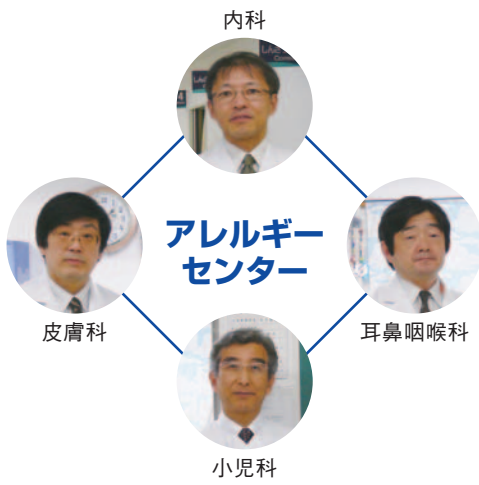 内科
アレルギー
センター
皮膚科
耳鼻咽喉科
小児科